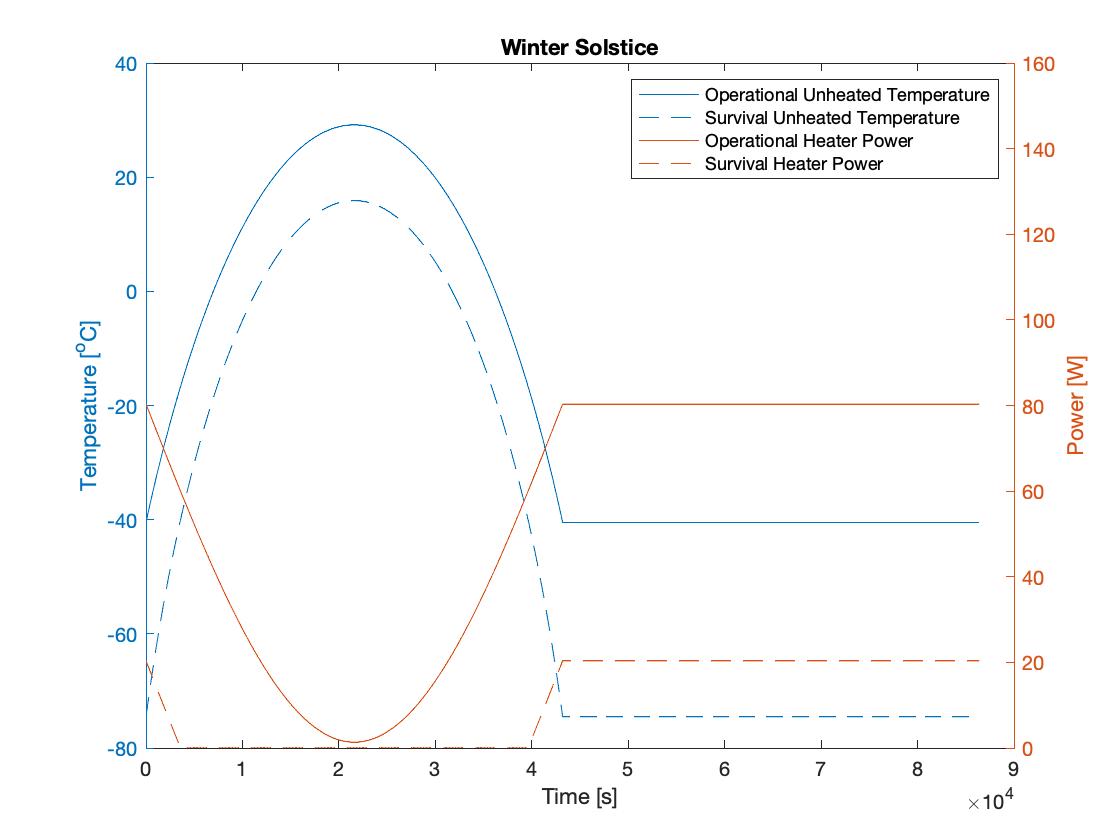 Winter Solstice
Operational Unheated Temperature
Survival Unheated Temperature
Operational Heater Power
Survival Heater Power
Temperature [°C]
40
20
0
-20
-40
-60
-80
160
140
120
100
80
60
40
20
0
Power [W]
0 1 2 3 4 5 6 7 8 9
Time [s]
×10⁴